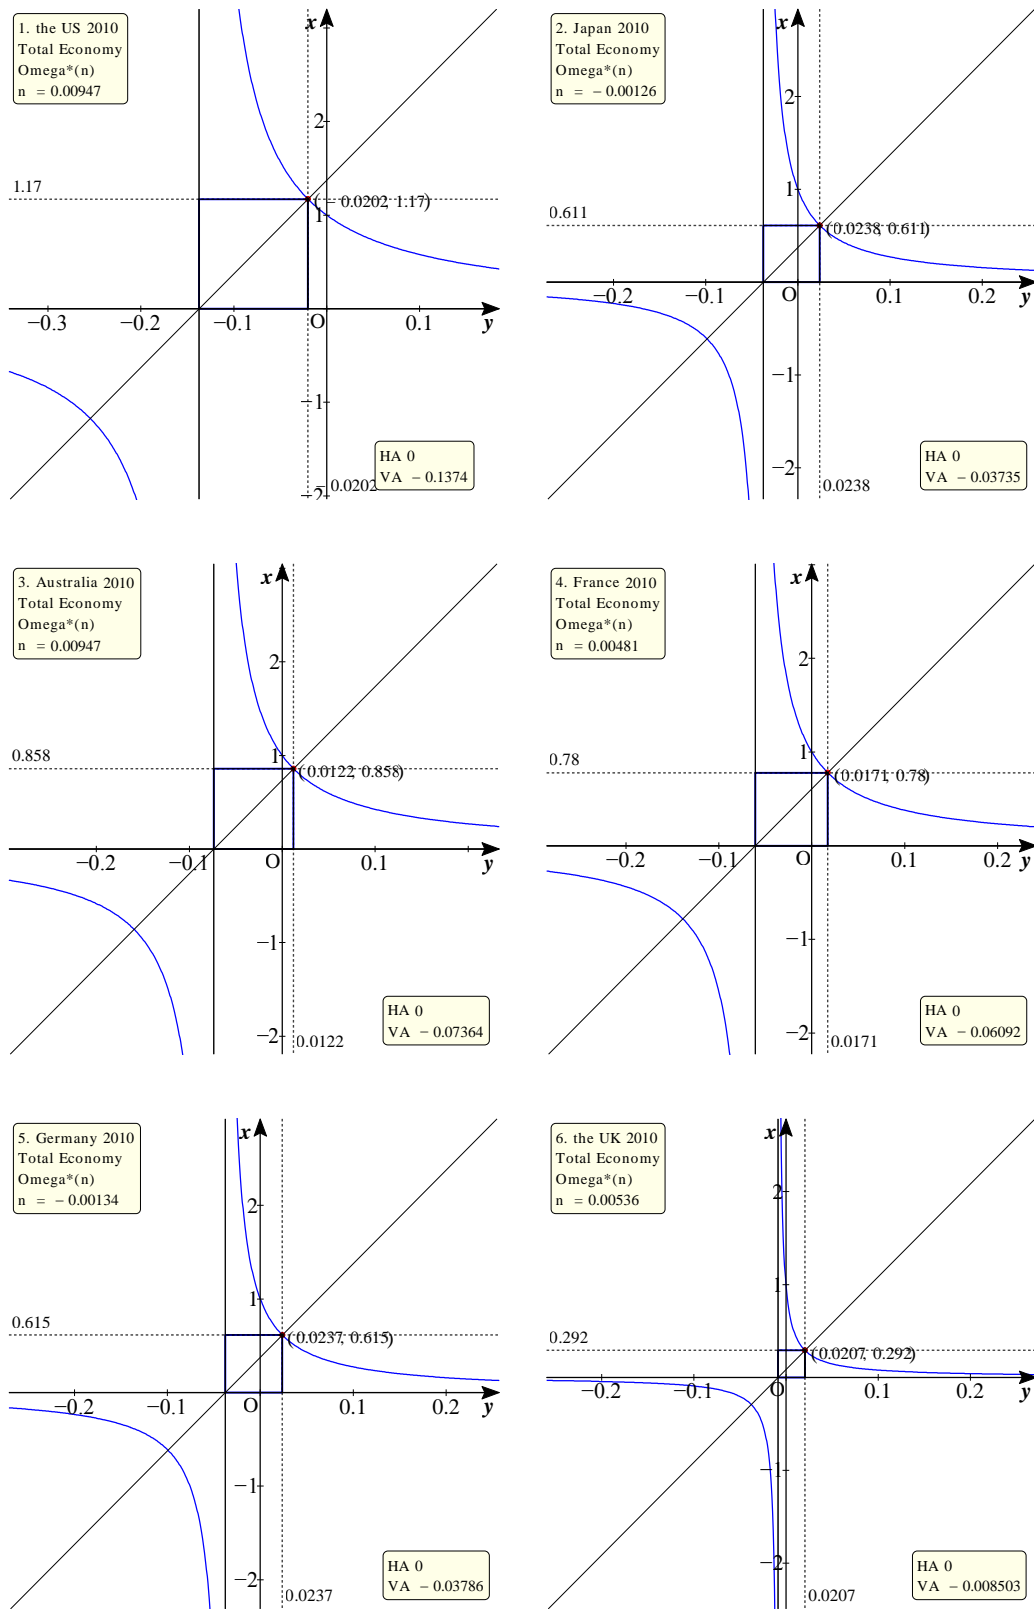 1. the US 2010
Total Economy
Omega*(n)
n = 0.00947
x
2
1.17
(−0.0202, 1.17)
1
−0.3
−0.2
−0.1
O
0.1
y
−1
HA 0
VA −0.1374
−2
−0.0202
2. Japan 2010
Total Economy
Omega*(n)
n = −0.00126
x
2
1
0.611
(0.0238, 0.611)
−0.2
−0.1
O
0.1
0.2
y
−1
HA 0
VA −0.03735
−2
0.0238
3. Australia 2010
Total Economy
Omega*(n)
n = 0.00947
x
2
1
0.858
(0.0122, 0.858)
−0.2
−0.1
O
0.1
y
−1
HA 0
VA −0.07364
−2
0.0122
4. France 2010
Total Economy
Omega*(n)
n = 0.00481
x
2
1
0.78
(0.0171, 0.78)
−0.2
−0.1
O
0.1
0.2
y
−1
HA 0
VA −0.06092
−2
0.0171
5. Germany 2010
Total Economy
Omega*(n)
n = −0.00134
x
2
1
0.615
(0.0237, 0.615)
−0.2
−0.1
O
0.1
0.2
y
−1
HA 0
VA −0.03786
−2
0.0237
6. the UK 2010
Total Economy
Omega*(n)
n = 0.00536
x
2
1
0.292
(0.0207, 0.292)
−0.2
−0.1
O
0.1
0.2
y
−1
HA 0
VA −0.008503
−2
0.0207